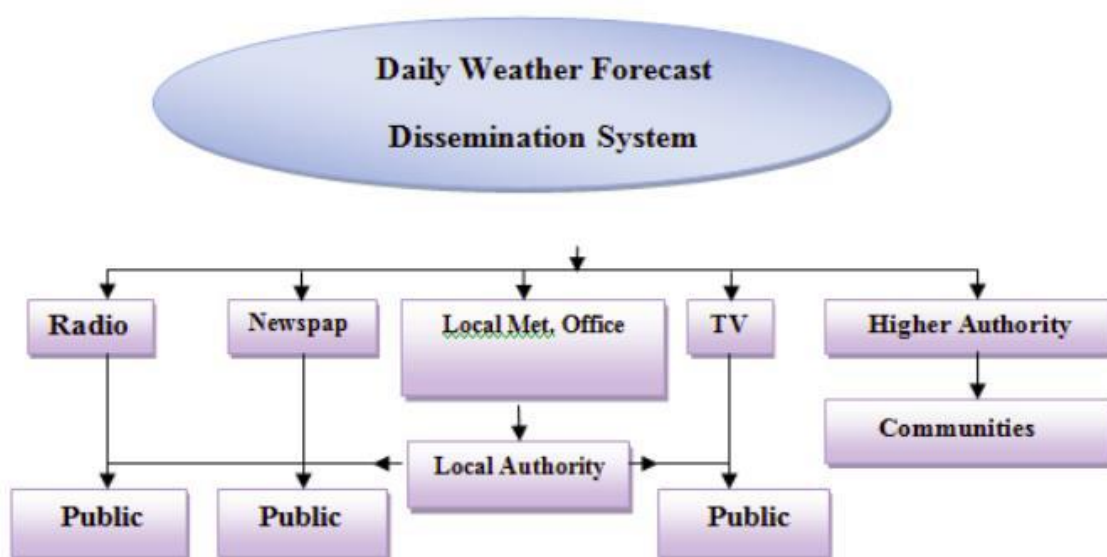 Daily Weather Forecast
Dissemination System
Radio
Newspap
Local Met. Office
TV
Higher Authority
Communities
Local Authority
Public
Public
Public